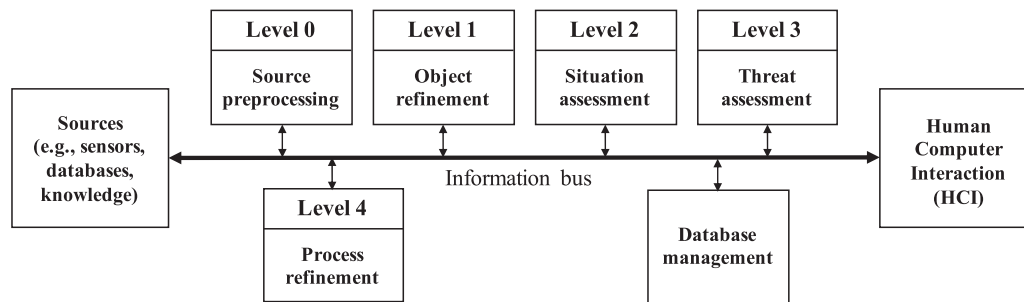 Level 0
Source
preprocessing
Level 1
Object
refinement
Level 2
Situation
assessment
Level 3
Threat
assessment
Sources
(e.g., sensors,
databases,
knowledge)
Human
Computer
Interaction
(HCI)
Information bus
Level 4
Process
refinement
Database
management